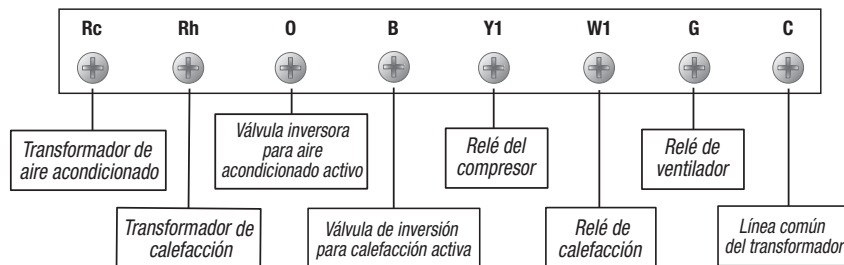 Rc Rh O B Y1 W1 G C
Transformador de
aire acondicionado
Válvula inversora
para aire
acondicionado activo
Relé del
compresor
Relé de
ventilador
Transformador de
calefacción
Válvula de inversión
para calefacción activa
Relé de
calefacción
Línea común
del transformador